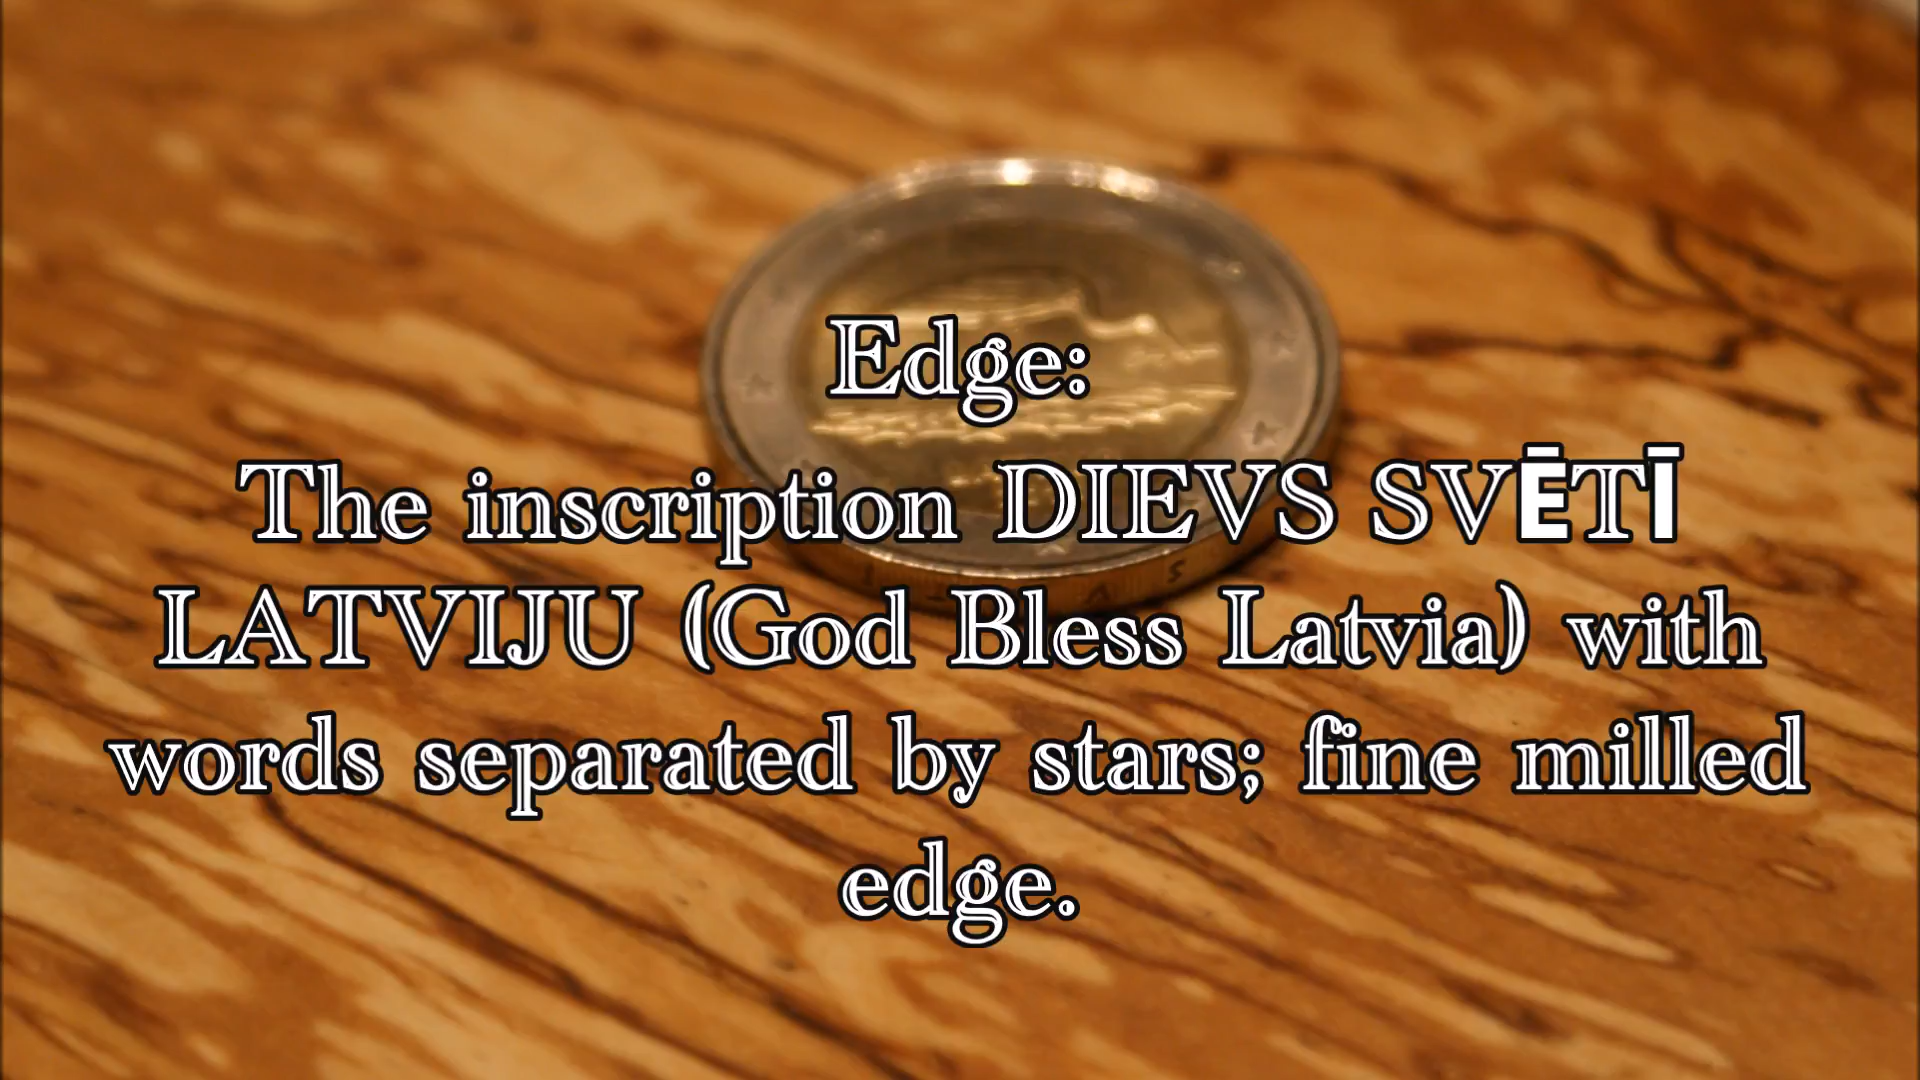 Edge:
The inscription DIEVS SVĒTĪ
LATVIJU (God Bless Latvia) with
words separated by stars; fine milled
edge.